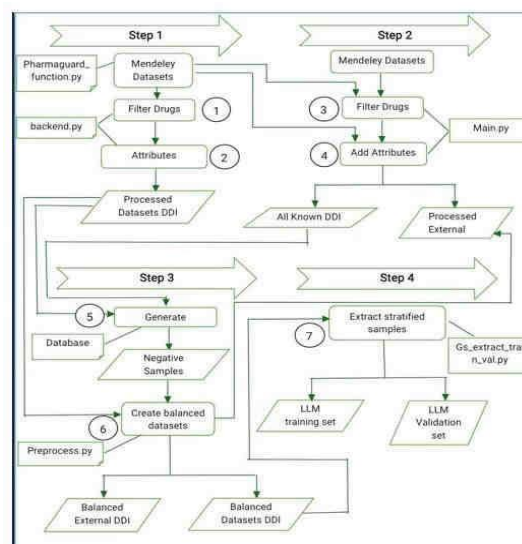 Step 1
Step 2
Pharmaguard_
function.py
Mendeley
Datasets
Mendeley Datasets
Filter Drugs
1
3
Filter Drugs
backend.py
Main.py
Attributes
2
4
Add Attributes
Processed
Datasets DDI
All Known DDI
Processed
External
Step 3
Step 4
5
Generate
Extract stratified
samples
7
Database
Gs_extract_trai
n_val.py
Negative
Samples
6
Create balanced
datasets
LLM
training set
LLM
Validation
set
Preprocess.py
Balanced
External DDI
Balanced
Datasets DDI